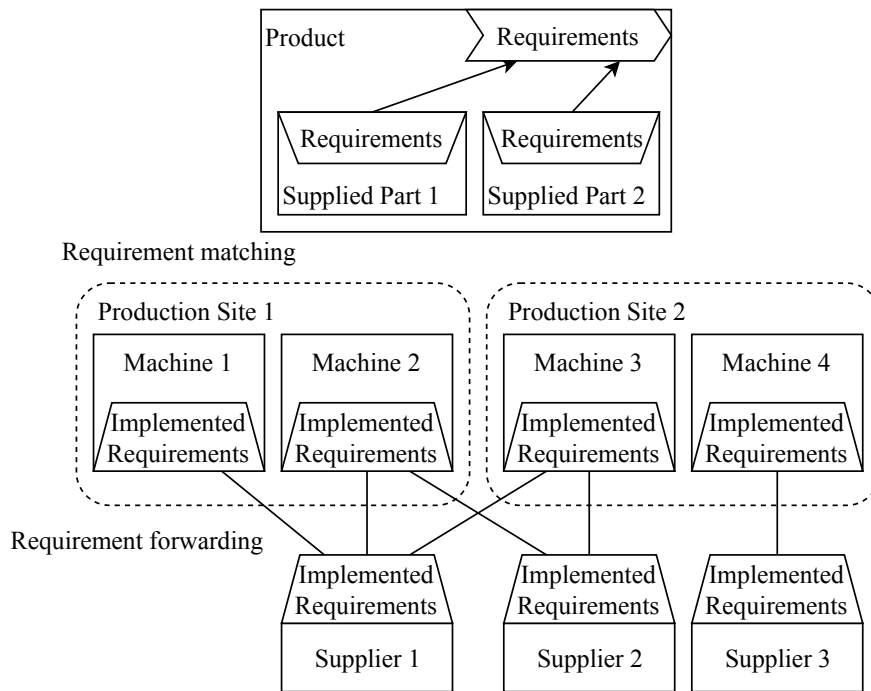 Product
Requirements
Requirements
Requirements
Supplied Part 1
Supplied Part 2
Requirement matching
Production Site 1
Production Site 2
Machine 1
Machine 2
Machine 3
Machine 4
Implemented
Requirements
Implemented
Requirements
Implemented
Requirements
Implemented
Requirements
Requirement forwarding
Implemented
Requirements
Implemented
Requirements
Implemented
Requirements
Supplier 1
Supplier 2
Supplier 3